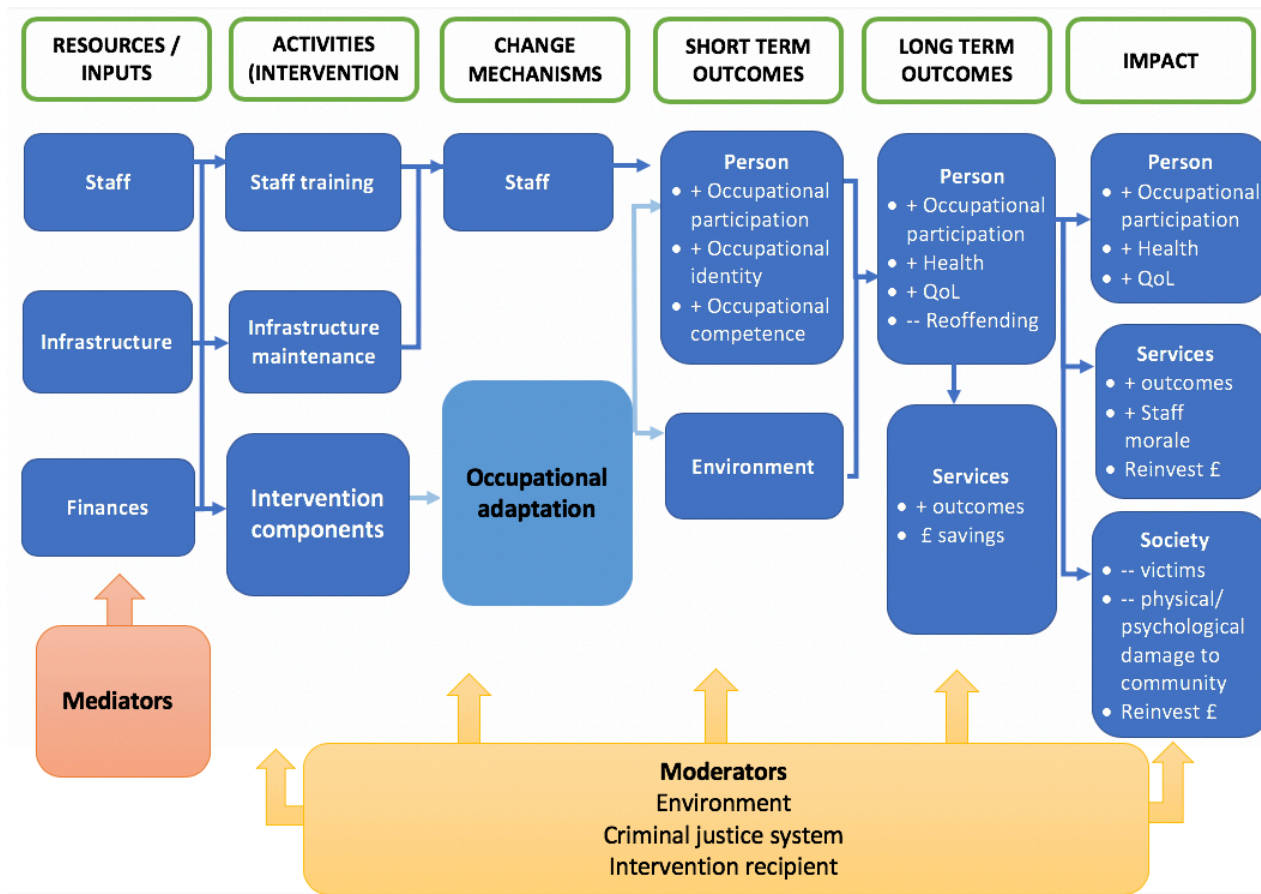 RESOURCES /
INPUTS
ACTIVITIES
(INTERVENTION
CHANGE
MECHANISMS
SHORT TERM
OUTCOMES
LONG TERM
OUTCOMES
IMPACT
Staff
Infrastructure
Finances
Mediators
Staff training
Infrastructure
maintenance
Intervention
components
Staff
Occupational
adaptation
Person
• + Occupational
participation
• + Occupational
identity
• + Occupational
competence
Environment
Person
• + Occupational
participation
• + Health
• + QoL
• -- Reoffending
Services
• + outcomes
• £ savings
Person
• + Occupational
participation
• + Health
• + QoL
Services
• + outcomes
• + Staff
morale
• Reinvest £
Society
• -- victims
• -- physical/
psychological
damage to
community
• Reinvest £
Moderators
Environment
Criminal justice system
Intervention recipient